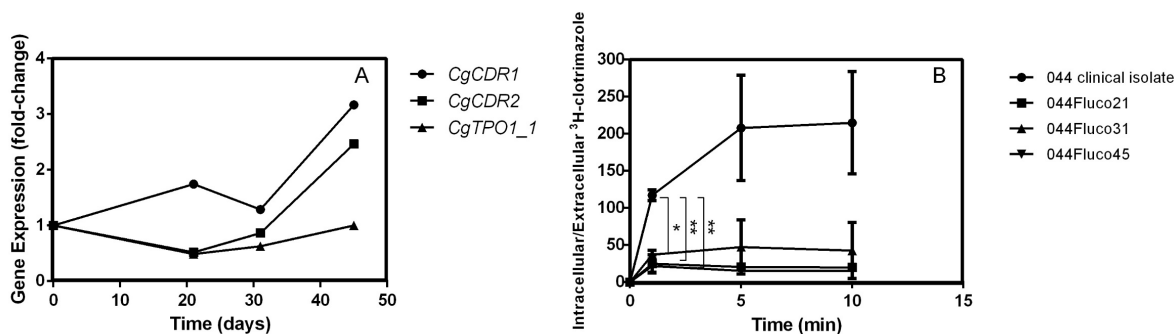 A
Gene Expression (fold-change)
4
3
2
1
0
0
10
20
30
40
50
Time (days)
CgCDR1
CgCDR2
CgTPO1_1
B
Intracellular/Extracellular ³H-clotrimazole
300
250
200
150
100
50
0
0
5
10
15
Time (min)
*
**
**
044 clinical isolate
044Fluco21
044Fluco31
044Fluco45